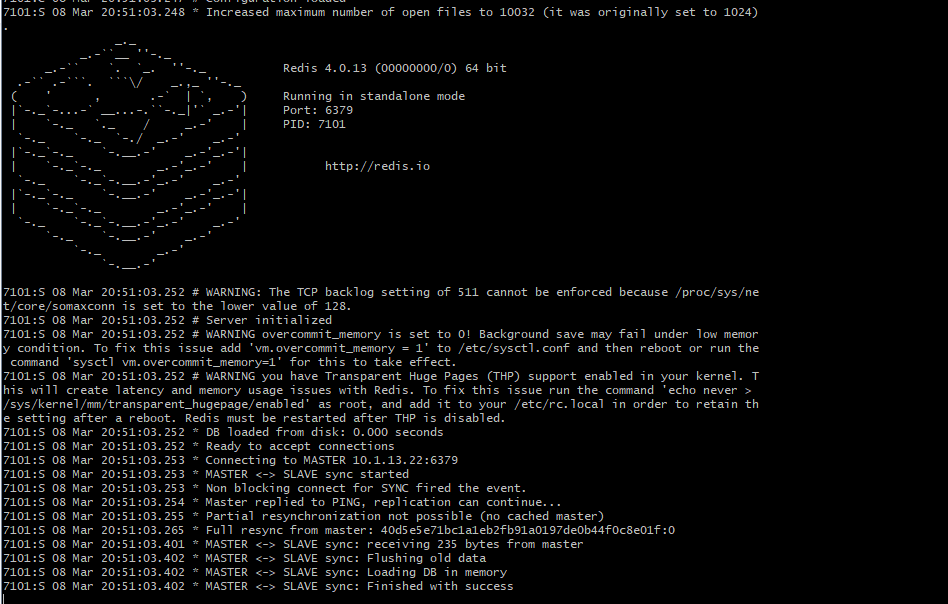 7101:S 08 Mar 20:51:03.248 * Increased maximum number of open files to 10032 (it was originally set to 1024)
.
Redis 4.0.13 (00000000/0) 64 bit
Running in standalone mode
Port: 6379
PID: 7101
http://redis.io
7101:S 08 Mar 20:51:03.252 # WARNING: The TCP backlog setting of 511 cannot be enforced because /proc/sys/ne
t/core/somaxconn is set to the lower value of 128.
7101:S 08 Mar 20:51:03.252 # Server initialized
7101:S 08 Mar 20:51:03.252 # WARNING overcommit_memory is set to 0! Background save may fail under low memor
y condition. To fix this issue add 'vm.overcommit_memory = 1' to /etc/sysctl.conf and then reboot or run the
 command 'sysctl vm.overcommit_memory=1' for this to take effect.
7101:S 08 Mar 20:51:03.252 # WARNING you have Transparent Huge Pages (THP) support enabled in your kernel. T
his will create latency and memory usage issues with Redis. To fix this issue run the command 'echo never > 
/sys/kernel/mm/transparent_hugepage/enabled' as root, and add it to your /etc/rc.local in order to retain th
e setting after a reboot. Redis must be restarted after THP is disabled.
7101:S 08 Mar 20:51:03.252 * DB loaded from disk: 0.000 seconds
7101:S 08 Mar 20:51:03.252 * Ready to accept connections
7101:S 08 Mar 20:51:03.253 * Connecting to MASTER 10.1.13.22:6379
7101:S 08 Mar 20:51:03.253 * MASTER <-> SLAVE sync started
7101:S 08 Mar 20:51:03.253 * Non blocking connect for SYNC fired the event.
7101:S 08 Mar 20:51:03.254 * Master replied to PING, replication can continue...
7101:S 08 Mar 20:51:03.255 * Partial resynchronization not possible (no cached master)
7101:S 08 Mar 20:51:03.265 * Full resync from master: 40d5e5e71bc1a1eb2fb91a0197de0b44f0c8e01f:0
7101:S 08 Mar 20:51:03.401 * MASTER <-> SLAVE sync: receiving 235 bytes from master
7101:S 08 Mar 20:51:03.402 * MASTER <-> SLAVE sync: Flushing old data
7101:S 08 Mar 20:51:03.402 * MASTER <-> SLAVE sync: Loading DB in memory
7101:S 08 Mar 20:51:03.402 * MASTER <-> SLAVE sync: Finished with success